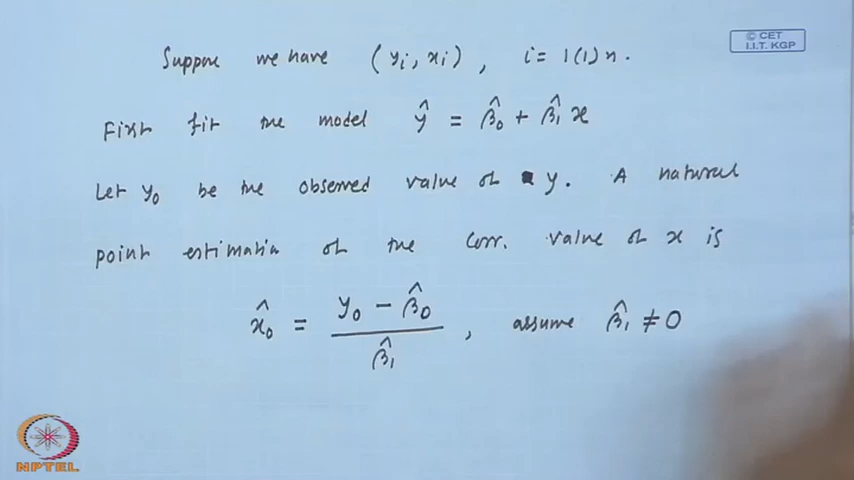 © CET
I.I.T. KGP
Suppose we have (yi, xi), i = 1(1) n.
First fit the model ŷ = β̂₀ + β̂₁ x
Let y₀ be the observed value of y. A natural
point estimation of the corr. value of x is
x̂₀ = (y₀ − β̂₀) / β̂₁ , assume β̂₁ ≠ 0
NPTEL